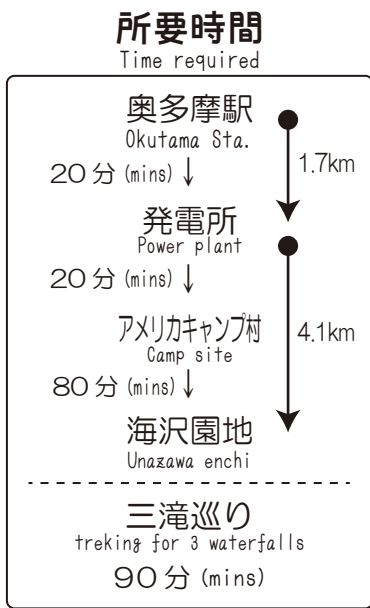 所要時間
Time required
奥多摩駅
Okutama Sta.
20分(mins)↓
1.7km
発電所
Power plant
20分(mins)↓
アメリカキャンプ村
Camp site
4.1km
80分(mins)↓
海沢園地
Unazawa enchi
三滝巡り
treking for 3 waterfalls
90分(mins)